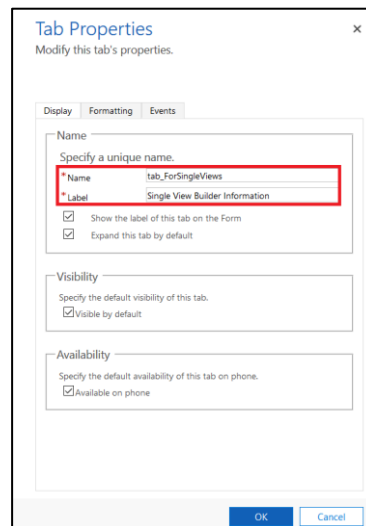 Tab Properties
Modify this tab's properties.
Display Formatting Events
Name
Specify a unique name.
*Name tab_ForSingleViews
*Label Single View Builder Information
Show the label of this tab on the Form
Expand this tab by default
Visibility
Specify the default visibility of this tab.
Visible by default
Availability
Specify the default availability of this tab on phone.
Available on phone
OK Cancel